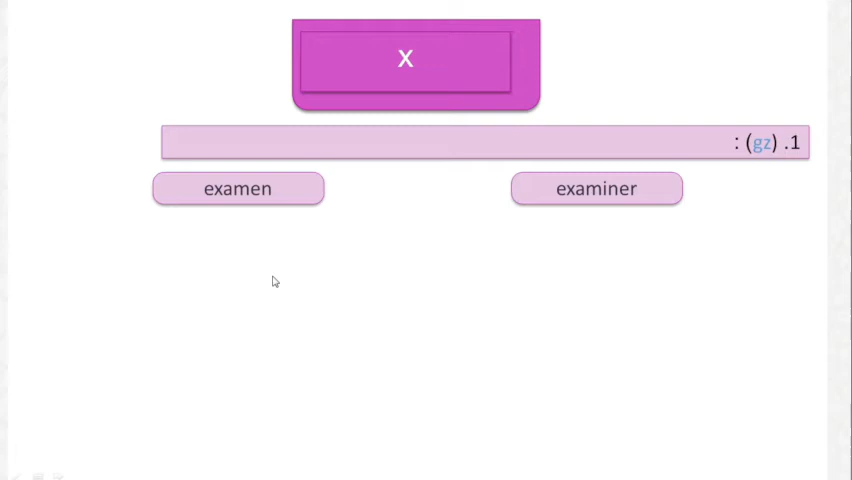 x
1. (gz) :
examen
examiner